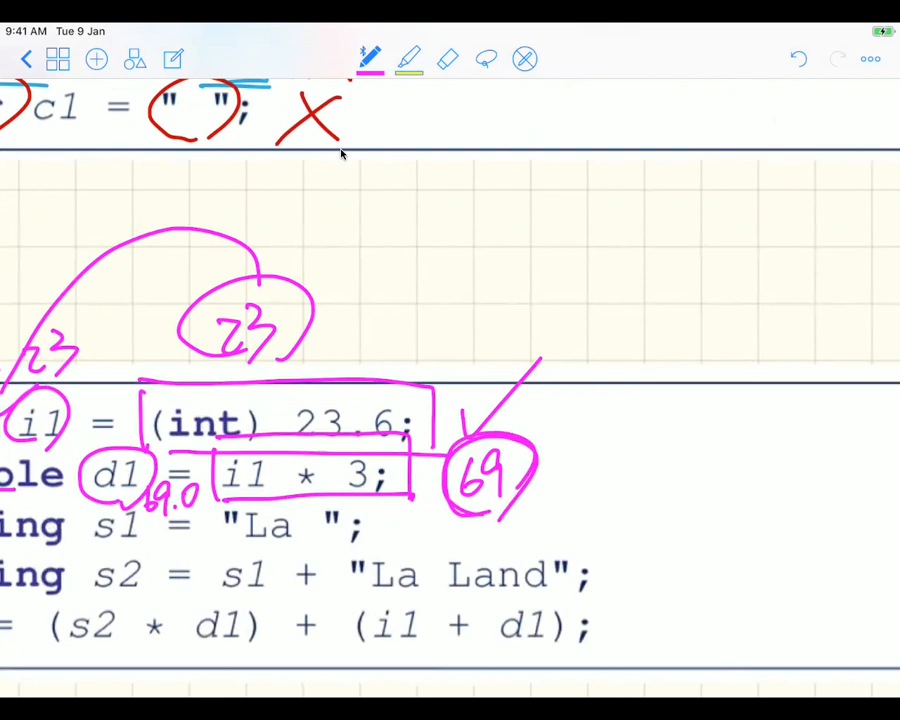 9:41 AM Tue 9 Jan
c1 = " "; X
23
23
i1 = (int) 23.6;
ole d1 = i1 * 3; 69
69.0
ing s1 = "La ";
ing s2 = s1 + "La Land";
= (s2 * d1) + (i1 + d1);